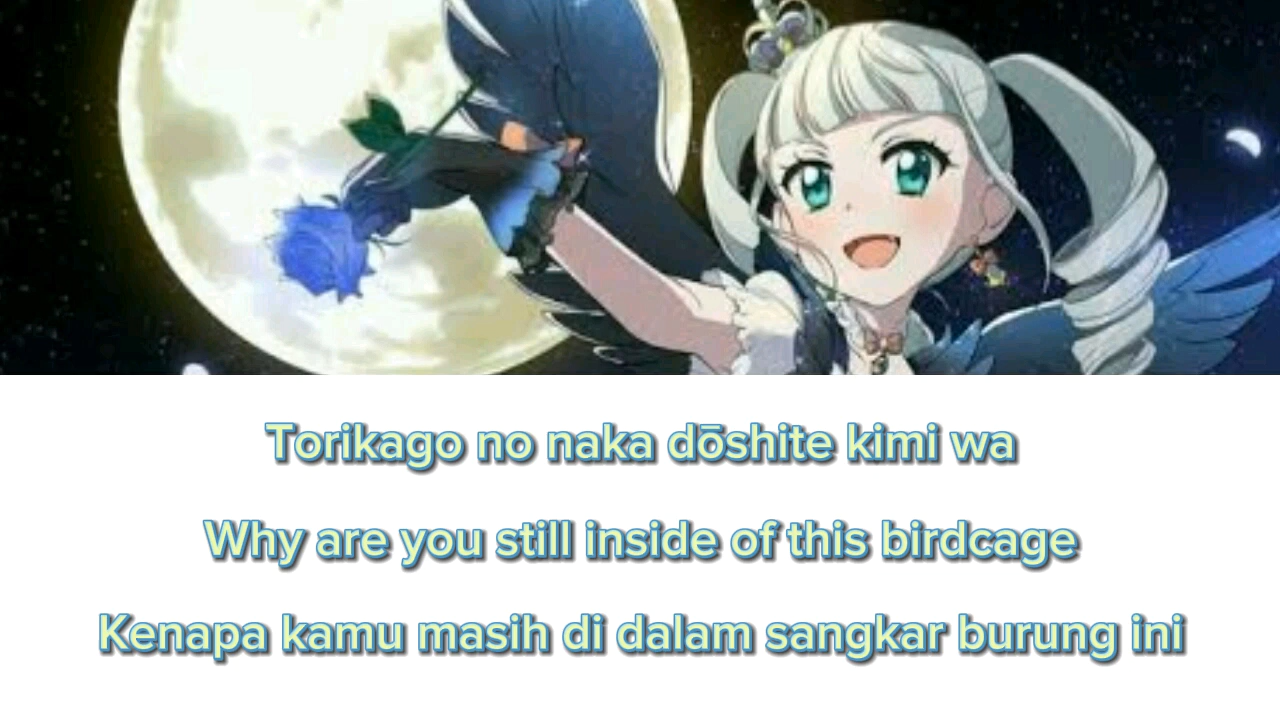 Torikago no naka dōshite kimi wa
Why are you still inside of this birdcage
Kenapa kamu masih di dalam sangkar burung ini